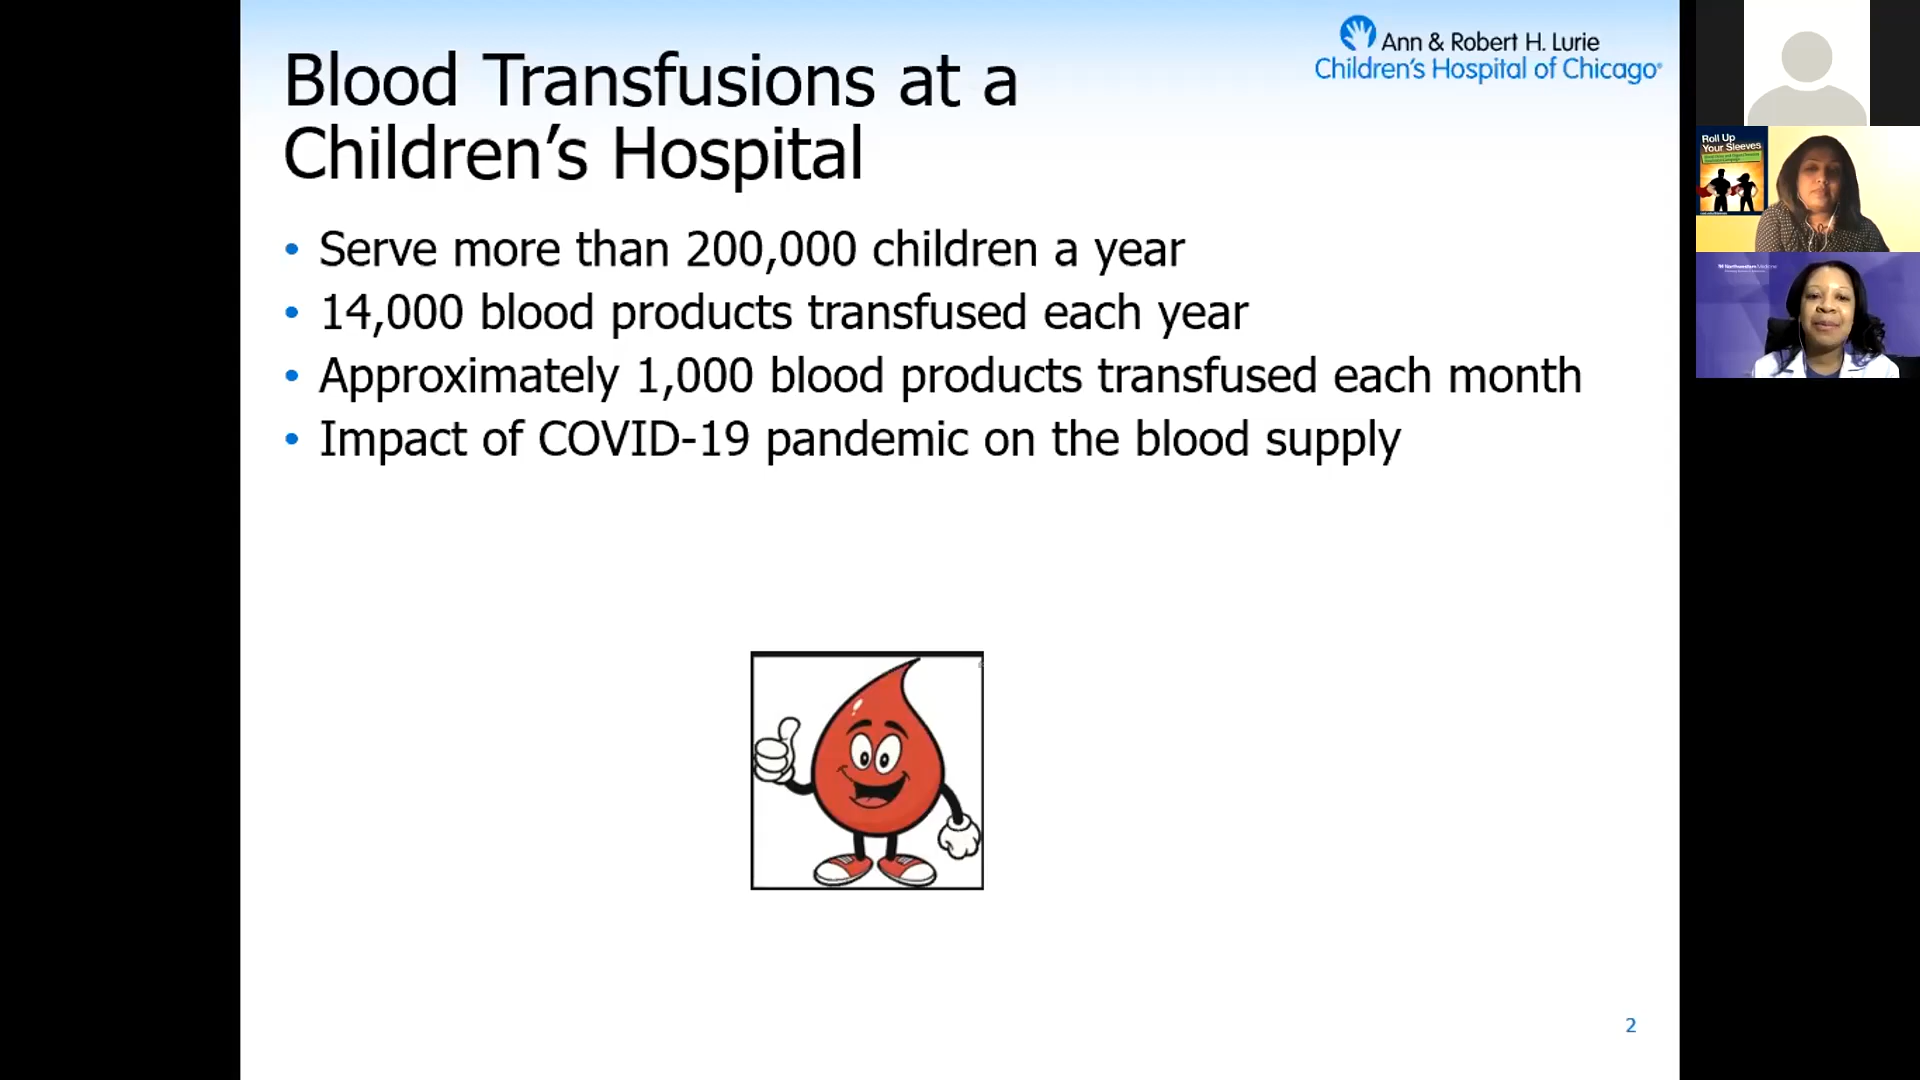 Ann & Robert H. Lurie
Children's Hospital of Chicago®
Blood Transfusions at a
Children’s Hospital
• Serve more than 200,000 children a year
• 14,000 blood products transfused each year
• Approximately 1,000 blood products transfused each month
• Impact of COVID-19 pandemic on the blood supply
2
Roll Up
Your Sleeves
Northwestern Medicine